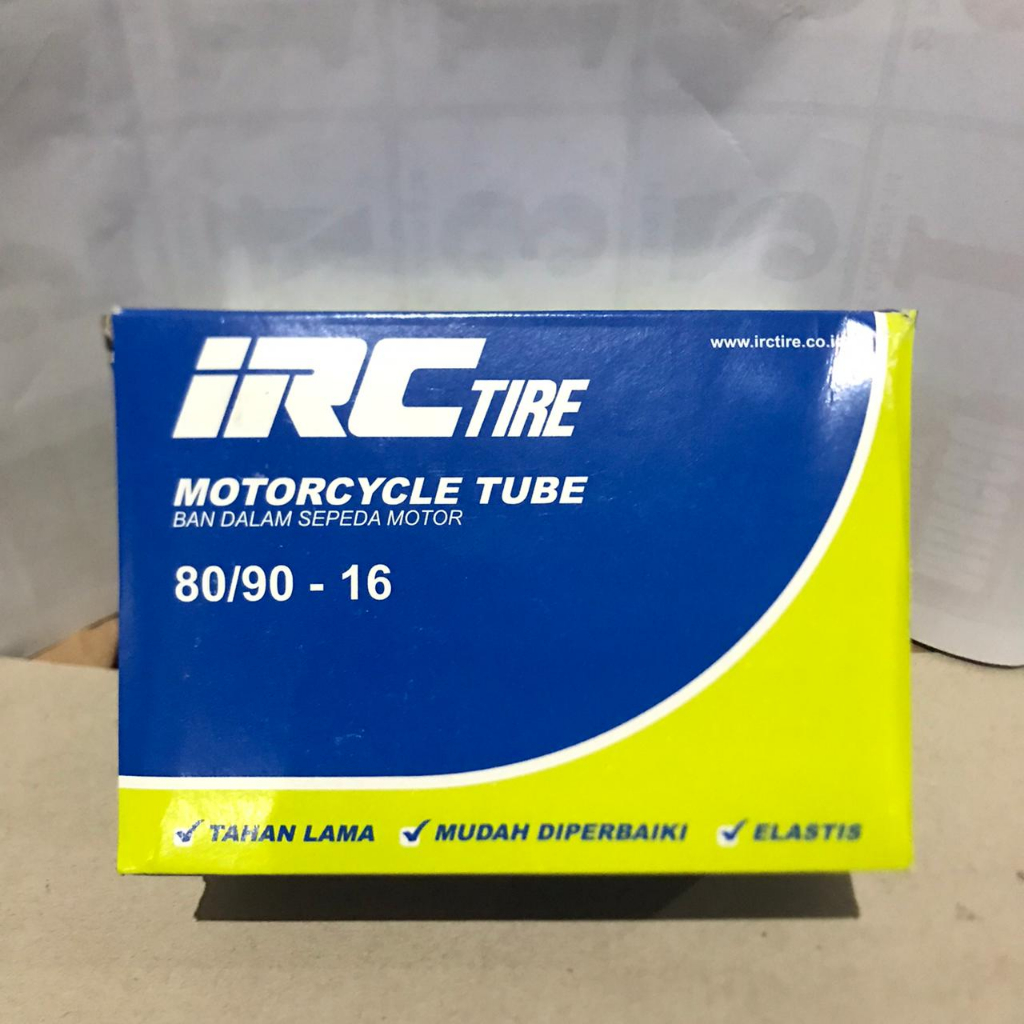 iRC TIRE
www.irctire.co.id
MOTORCYCLE TUBE
BAN DALAM SEPEDA MOTOR
80/90 - 16
TAHAN LAMA MUDAH DIPERBAIKI ELASTIS